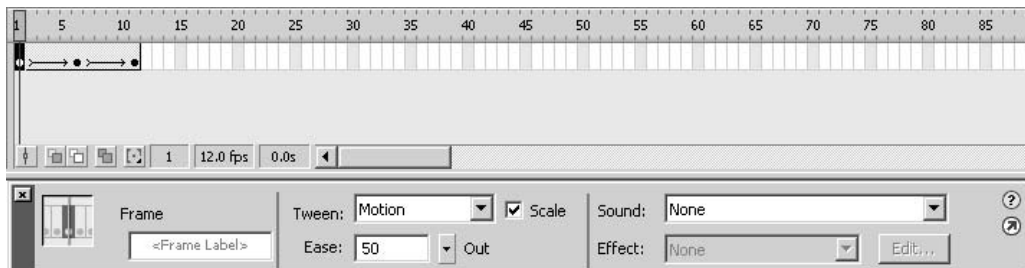 1 5 10 15 20 25 30 35 40 45 50 55 60 65 70 75 80 85
1 12.0 fps 0.0s
Frame Tween: Motion Scale Sound: None
<Frame Label> Ease: 50 Out Effect: None Edit...